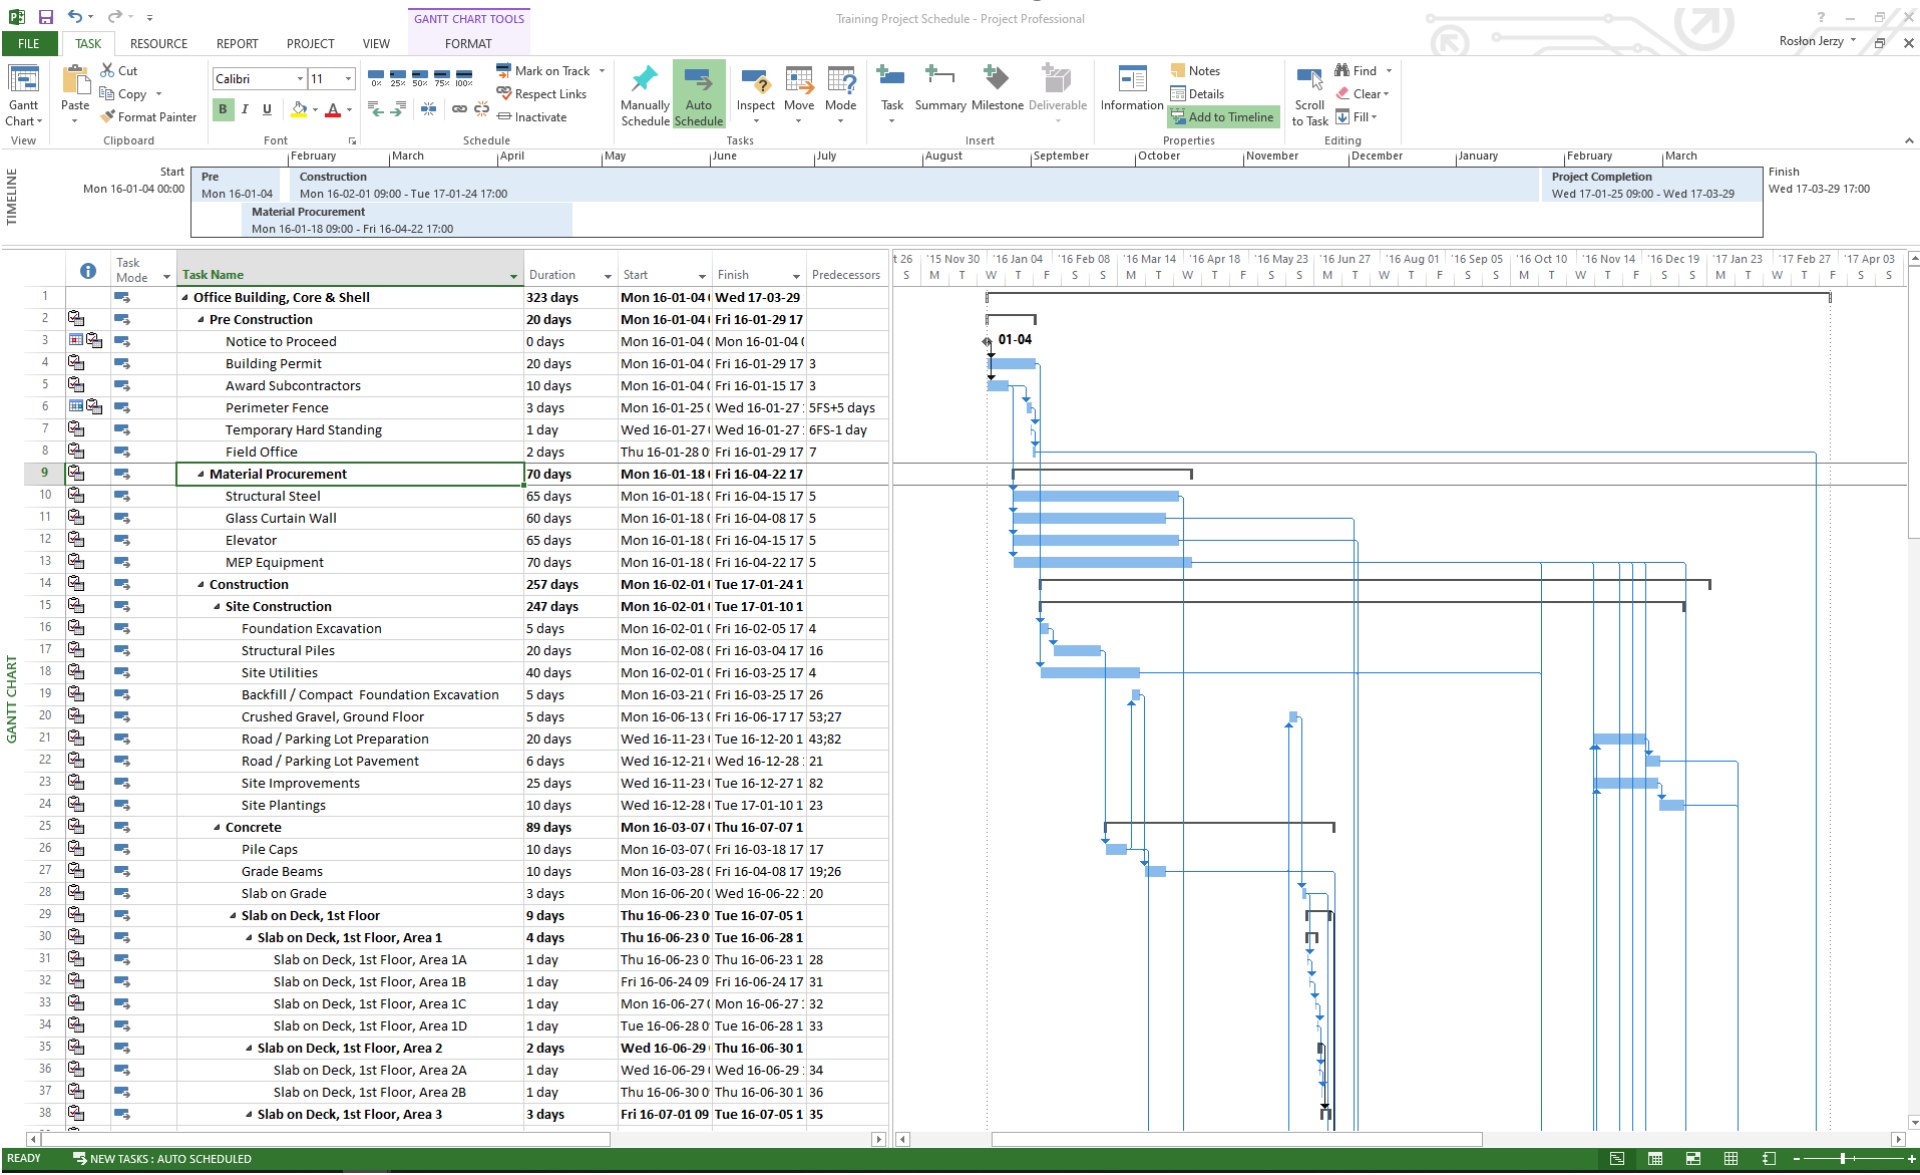 GANTT CHART TOOLS
Training Project Schedule - Project Professional
?
FILE TASK RESOURCE REPORT PROJECT VIEW FORMAT
Rosłon Jerzy
Gantt Chart
View
Paste
Cut
Copy
Format Painter
Clipboard
Calibri 11
B I U A
Font
0% 25% 50% 75% 100%
Mark on Track
Respect Links
Inactivate
Schedule
Manually Schedule
Auto Schedule
Inspect
Move
Mode
Tasks
Task
Summary
Milestone
Deliverable
Insert
Information
Notes
Details
Add to Timeline
Properties
Scroll to Task
Find
Clear
Fill
Editing
TIMELINE
February March April May June July August September October November December January February March
Start
Mon 16-01-04 00:00
Pre
Mon 16-01-04
Construction
Mon 16-02-01 09:00 - Tue 17-01-24 17:00
Project Completion
Wed 17-01-25 09:00 - Wed 17-03-29
Material Procurement
Mon 16-01-18 09:00 - Fri 16-04-22 17:00
Finish
Wed 17-03-29 17:00
Task Mode Task Name Duration Start Finish Predecessors
t 26 '15 Nov 30 '16 Jan 04 '16 Feb 08 '16 Mar 14 '16 Apr 18 '16 May 23 '16 Jun 27 '16 Aug 01 '16 Sep 05 '16 Oct 10 '16 Nov 14 '16 Dec 19 '17 Jan 23 '17 Feb 27 '17 Apr 03
S M T W T F S S M T W T F S S M T W T F S S M T W T F S S M T W T F S S
GANTT CHART
1 Office Building, Core & Shell 323 days Mon 16-01-04 Wed 17-03-29
2 Pre Construction 20 days Mon 16-01-04 Fri 16-01-29 17
3 Notice to Proceed 0 days Mon 16-01-04 Mon 16-01-04
01-04
4 Building Permit 20 days Mon 16-01-04 Fri 16-01-29 17 3
5 Award Subcontractors 10 days Mon 16-01-04 Fri 16-01-15 17 3
6 Perimeter Fence 3 days Mon 16-01-25 Wed 16-01-27 5FS+5 days
7 Temporary Hard Standing 1 day Wed 16-01-27 Wed 16-01-27 6FS-1 day
8 Field Office 2 days Thu 16-01-28 0 Fri 16-01-29 17 7
9 Material Procurement 70 days Mon 16-01-18 Fri 16-04-22 17
10 Structural Steel 65 days Mon 16-01-18 Fri 16-04-15 17 5
11 Glass Curtain Wall 60 days Mon 16-01-18 Fri 16-04-08 17 5
12 Elevator 65 days Mon 16-01-18 Fri 16-04-15 17 5
13 MEP Equipment 70 days Mon 16-01-18 Fri 16-04-22 17 5
14 Construction 257 days Mon 16-02-01 Tue 17-01-24 1
15 Site Construction 247 days Mon 16-02-01 Tue 17-01-10 1
16 Foundation Excavation 5 days Mon 16-02-01 Fri 16-02-05 17 4
17 Structural Piles 20 days Mon 16-02-08 Fri 16-03-04 17 16
18 Site Utilities 40 days Mon 16-02-01 Fri 16-03-25 17 4
19 Backfill / Compact Foundation Excavation 5 days Mon 16-03-21 Fri 16-03-25 17 26
20 Crushed Gravel, Ground Floor 5 days Mon 16-06-13 Fri 16-06-17 17 53;27
21 Road / Parking Lot Preparation 20 days Wed 16-11-23 Tue 16-12-20 1 43;82
22 Road / Parking Lot Pavement 6 days Wed 16-12-21 Wed 16-12-28 21
23 Site Improvements 25 days Wed 16-11-23 Tue 16-12-27 1 82
24 Site Plantings 10 days Wed 16-12-28 Tue 17-01-10 1 23
25 Concrete 89 days Mon 16-03-07 Thu 16-07-07 1
26 Pile Caps 10 days Mon 16-03-07 Fri 16-03-18 17 17
27 Grade Beams 10 days Mon 16-03-28 Fri 16-04-08 17 19;26
28 Slab on Grade 3 days Mon 16-06-20 Wed 16-06-22 20
29 Slab on Deck, 1st Floor 9 days Thu 16-06-23 0 Tue 16-07-05 1
30 Slab on Deck, 1st Floor, Area 1 4 days Thu 16-06-23 0 Tue 16-06-28 1
31 Slab on Deck, 1st Floor, Area 1A 1 day Thu 16-06-23 0 Thu 16-06-23 1 28
32 Slab on Deck, 1st Floor, Area 1B 1 day Fri 16-06-24 09 Fri 16-06-24 17 31
33 Slab on Deck, 1st Floor, Area 1C 1 day Mon 16-06-27 Mon 16-06-27 32
34 Slab on Deck, 1st Floor, Area 1D 1 day Tue 16-06-28 0 Tue 16-06-28 1 33
35 Slab on Deck, 1st Floor, Area 2 2 days Wed 16-06-29 Thu 16-06-30 1
36 Slab on Deck, 1st Floor, Area 2A 1 day Wed 16-06-29 Wed 16-06-29 34
37 Slab on Deck, 1st Floor, Area 2B 1 day Thu 16-06-30 0 Thu 16-06-30 1 36
38 Slab on Deck, 1st Floor, Area 3 3 days Fri 16-07-01 09 Tue 16-07-05 1 35
READY NEW TASKS : AUTO SCHEDULED